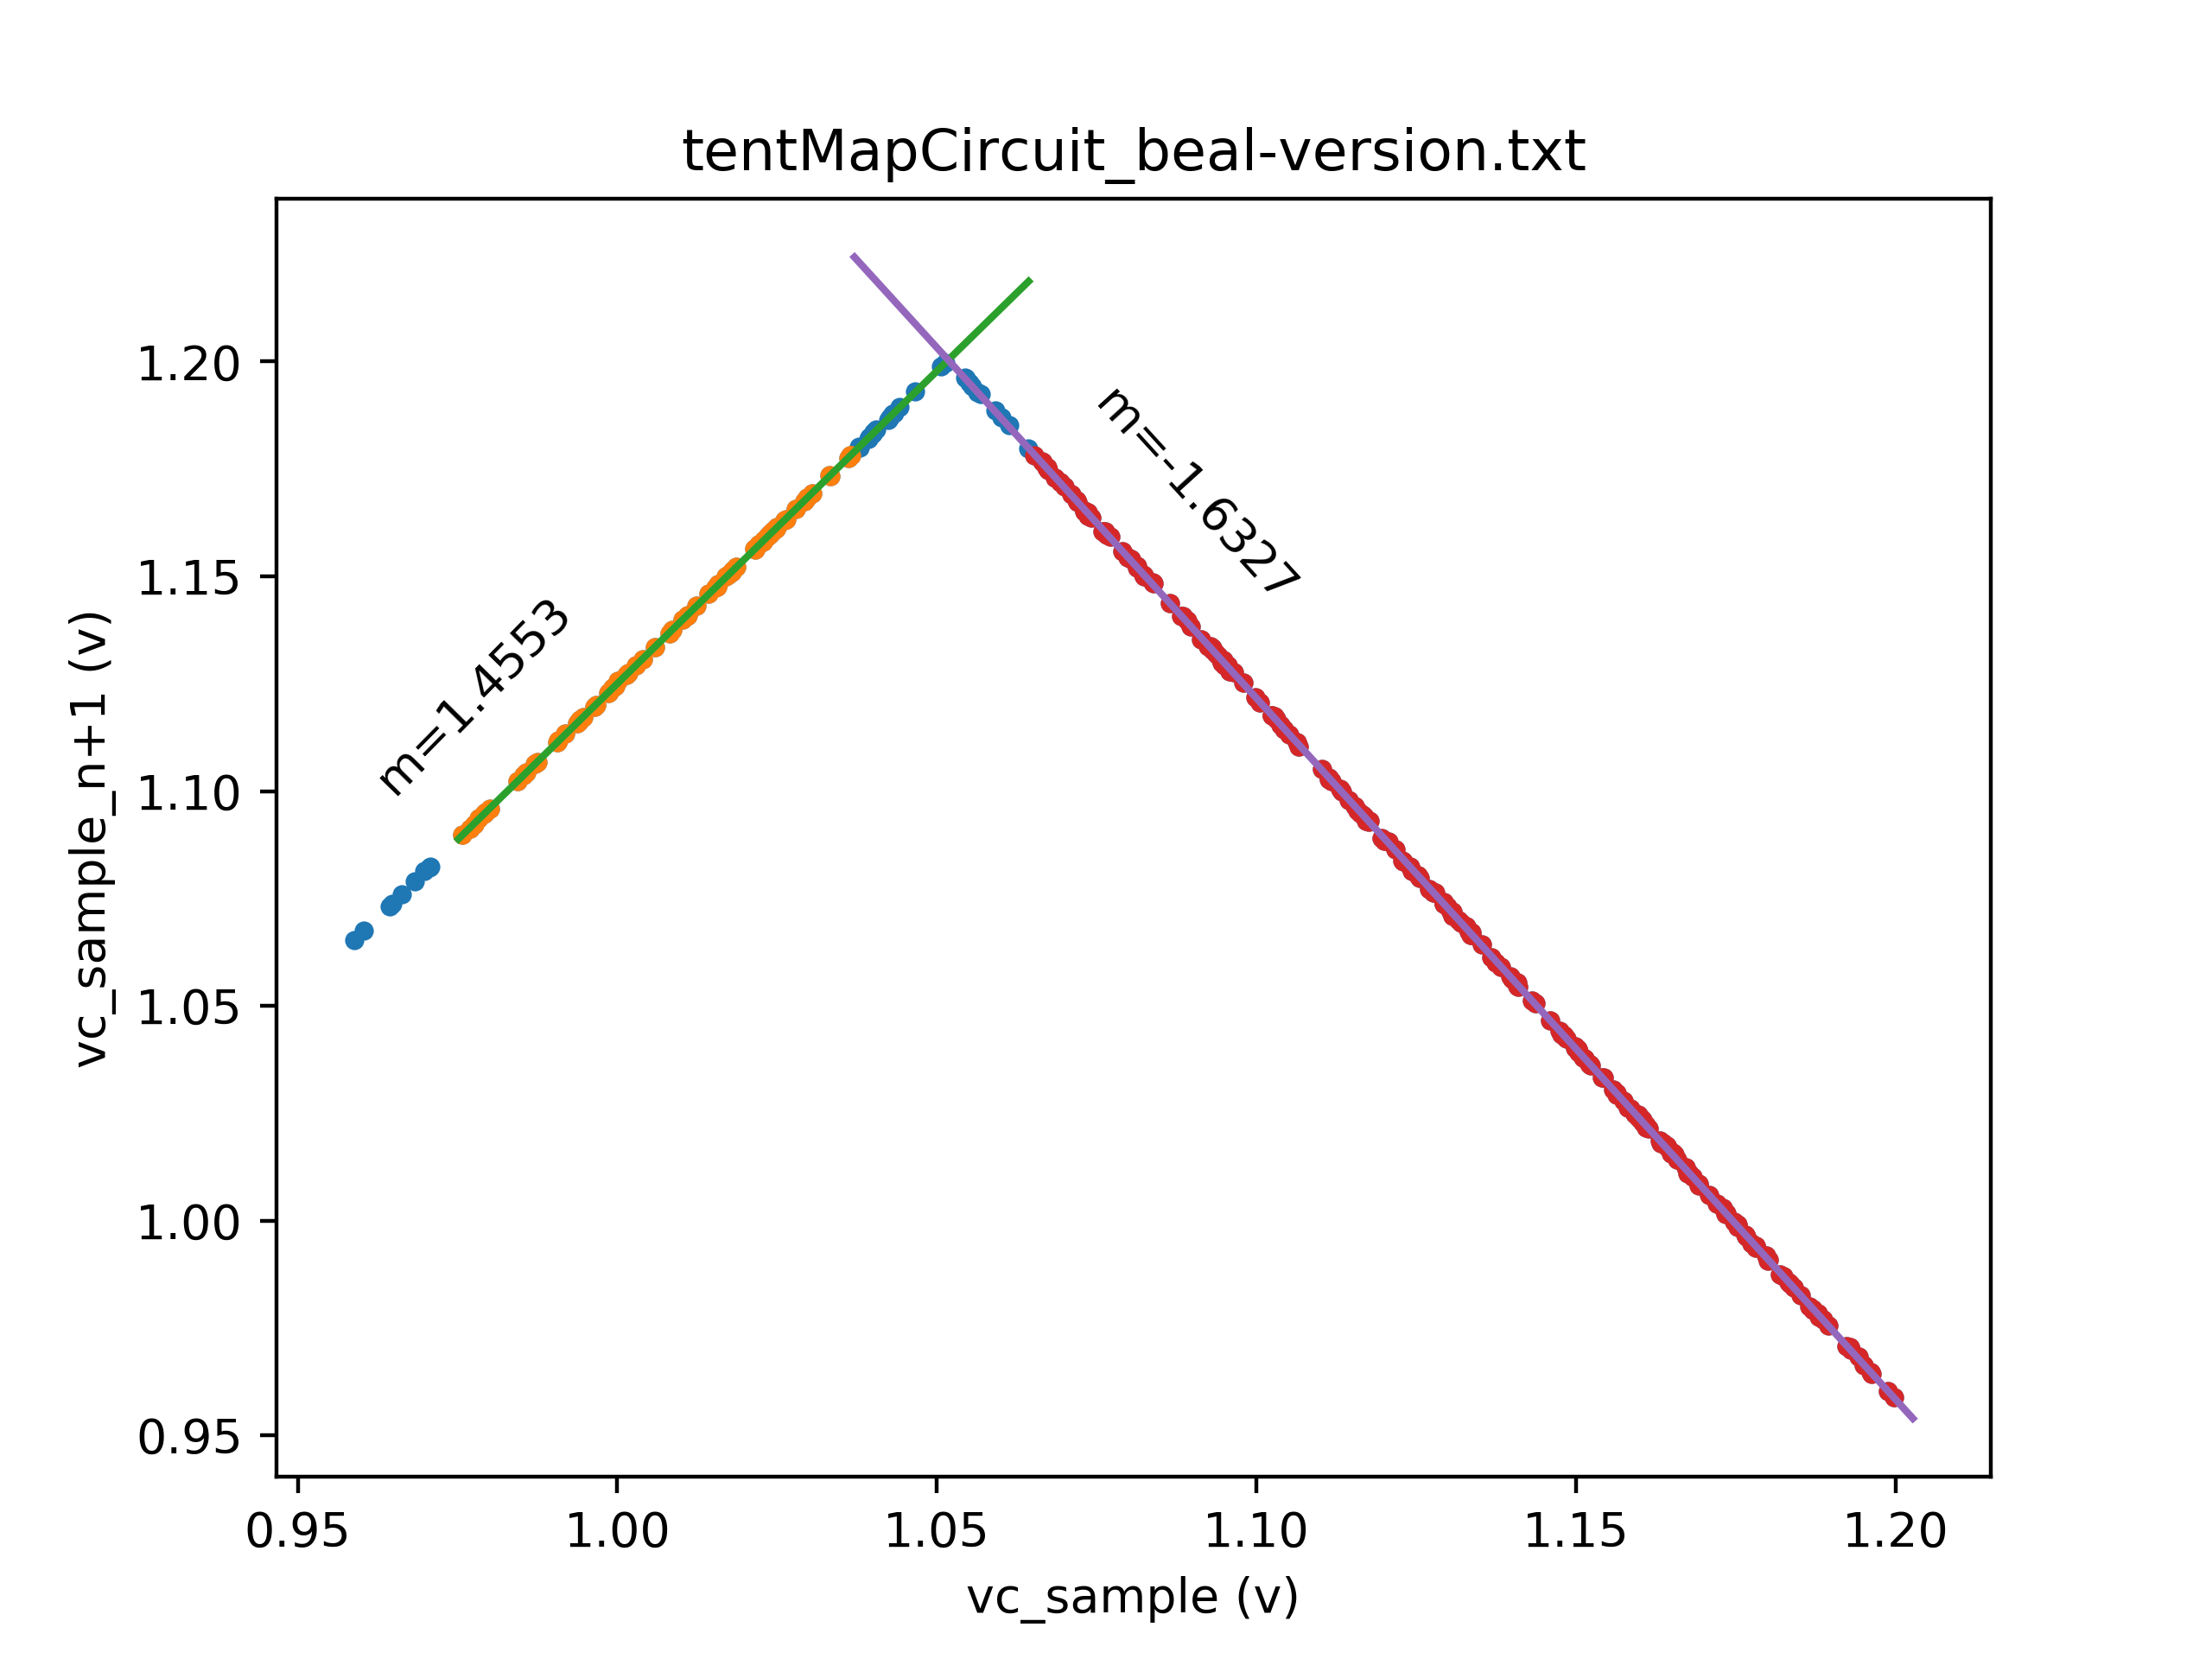 tentMapCircuit_beal-version.txt
m=-1.6327
m=1.4553
vc_sample_n+1 (v)
1.20
1.15
1.10
1.05
1.00
0.95
0.95 1.00 1.05 1.10 1.15 1.20
vc_sample (v)